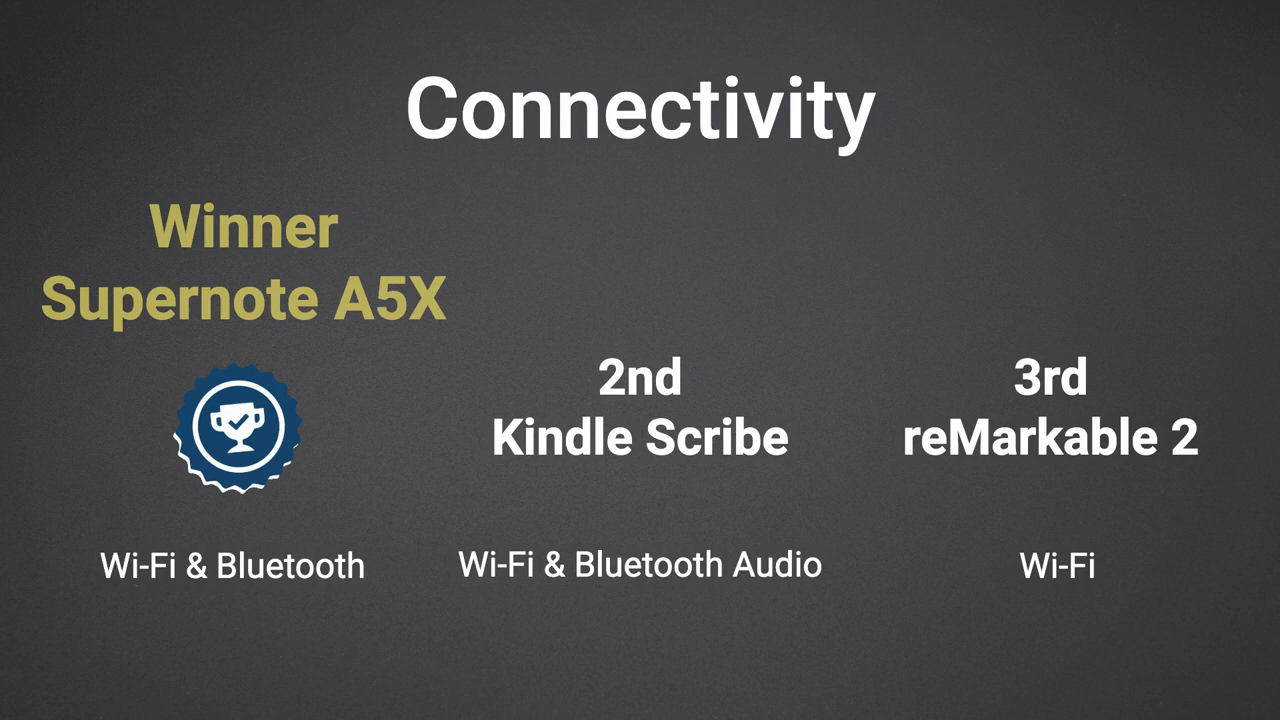 Connectivity
Winner
Supernote A5X
2nd
Kindle Scribe
3rd
reMarkable 2
Wi-Fi & Bluetooth
Wi-Fi & Bluetooth Audio
Wi-Fi